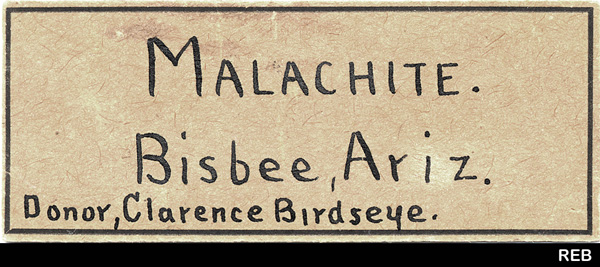 MALACHITE.
Bisbee, Ariz.
Donor, Clarence Birdseye.
REB